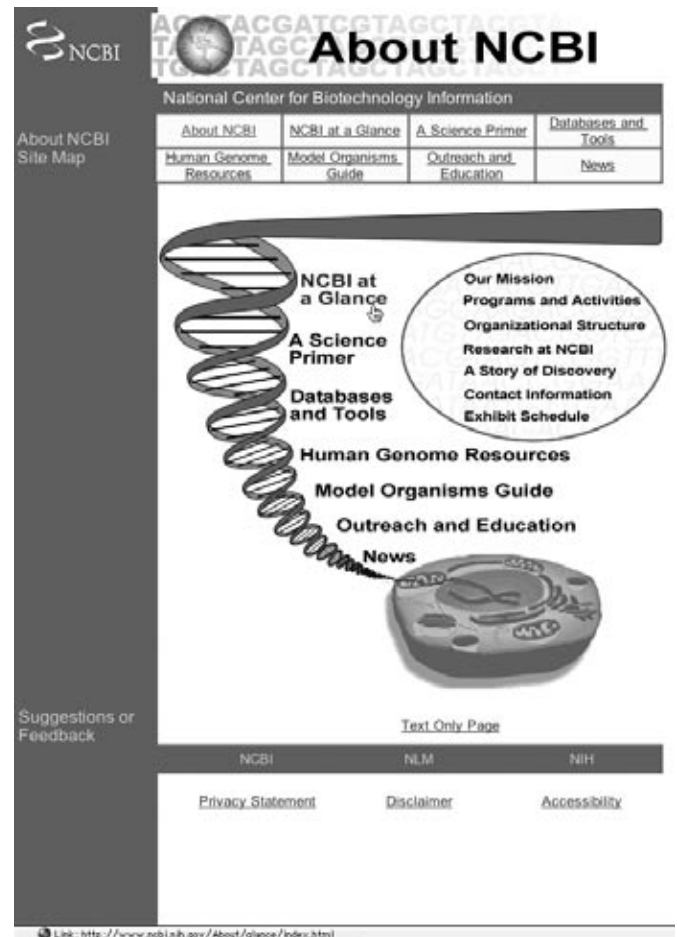 NCBI
About NCBI
National Center for Biotechnology Information
About NCBI
NCBI at a Glance
A Science Primer
Databases and
Tools
Human Genome
Resources
Model Organisms
Guide
Outreach and
Education
News
About NCBI
Site Map
NCBI at
a Glance
A Science
Primer
Databases
and Tools
Human Genome Resources
Model Organisms Guide
Outreach and Education
News
Our Mission
Programs and Activities
Organizational Structure
Research at NCBI
A Story of Discovery
Contact Information
Exhibit Schedule
Suggestions or
Feedback
Text Only Page
NCBI
NLM
NIH
Privacy Statement
Disclaimer
Accessibility